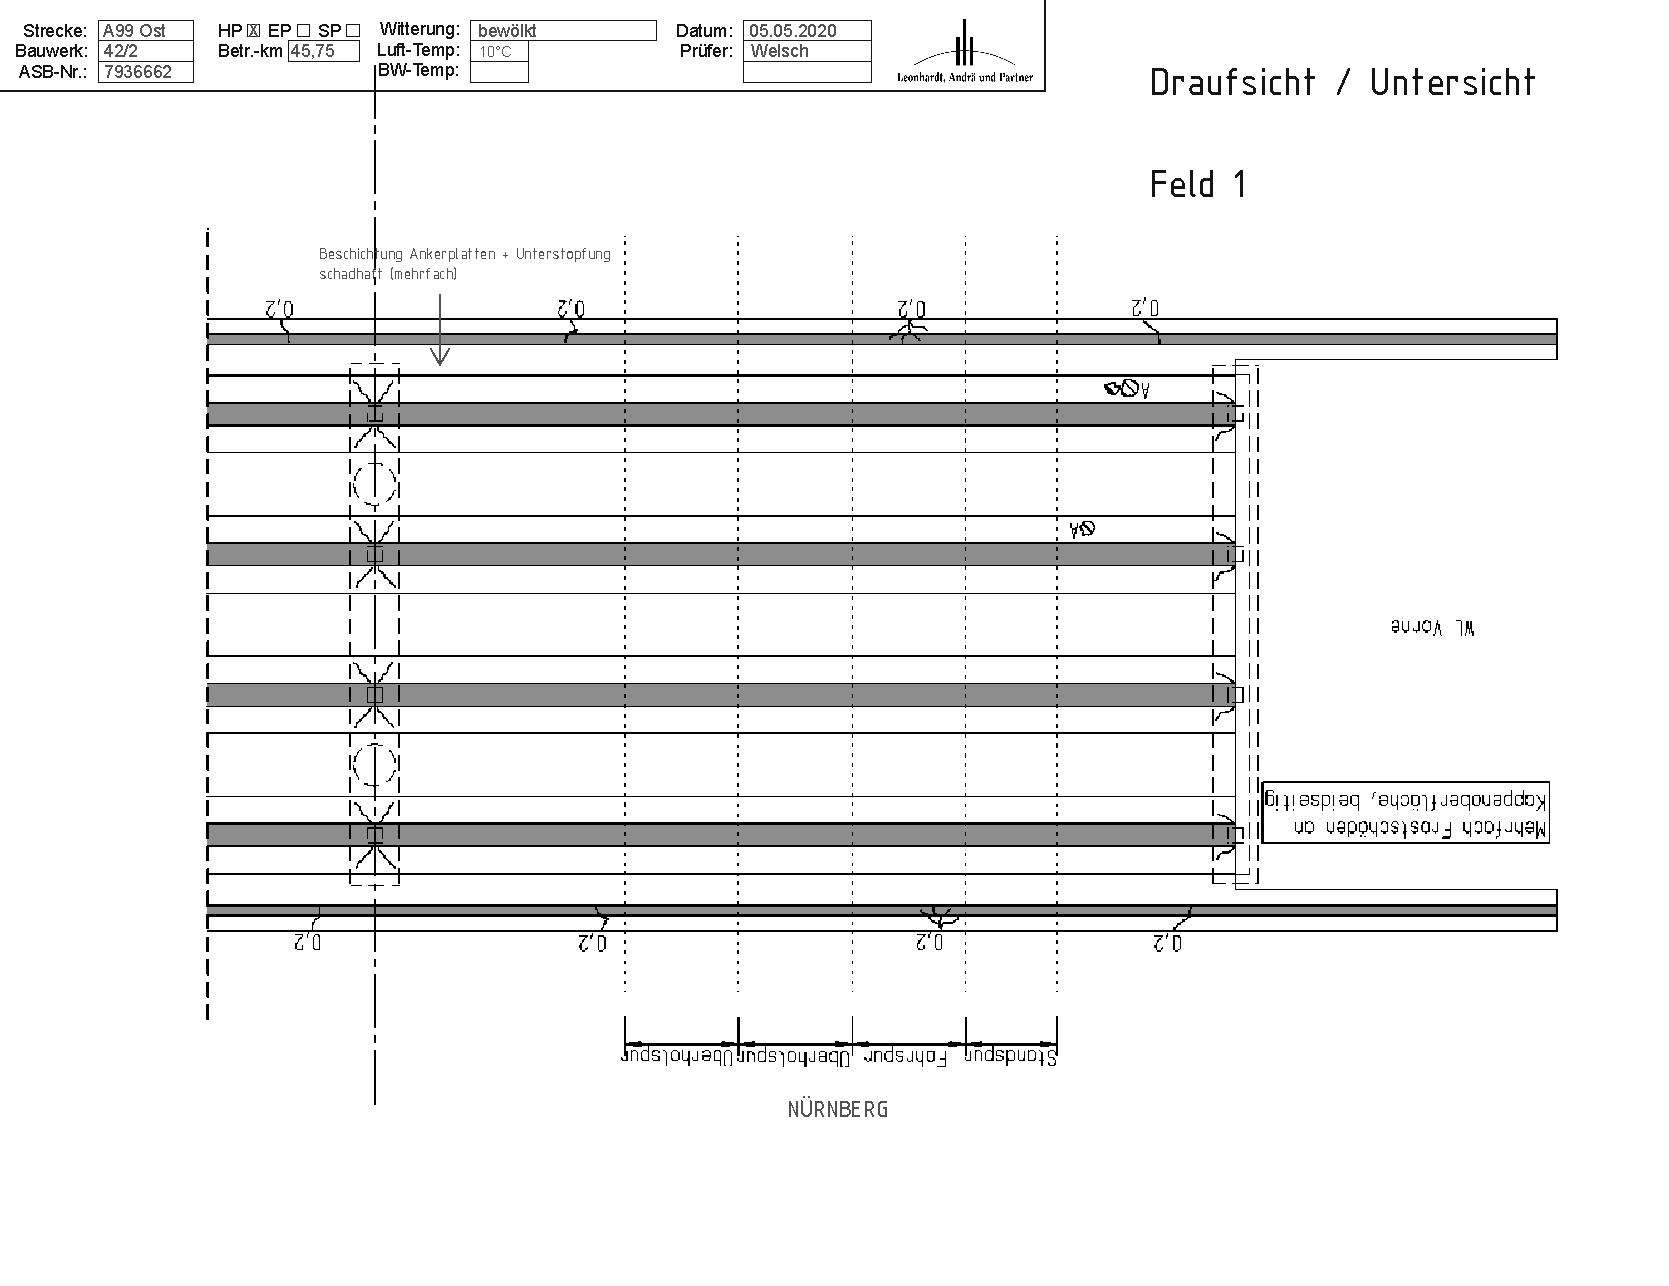 Strecke: A99 Ost HP X EP SP Witterung: bewölkt Datum: 05.05.2020
Bauwerk: 42/2 Betr.-km 45,75 Luft-Temp: 10°C Prüfer: Welsch
ASB-Nr.: 7936662 BW-Temp:
Leonhardt, Andrä und Partner
Draufsicht / Untersicht
Feld 1
Beschichtung Ankerplatten + Unterstopfung
schadhaft (mehrfach)
0,2 0,2 0,2 0,2
A
A
WL Vorne
Mehrfach Frostschäden an
Kappenoberfläche, beidseitig
0,2 0,2 0,2 0,2
Überholspur Überholspur Fahrspur Standspur
NÜRNBERG